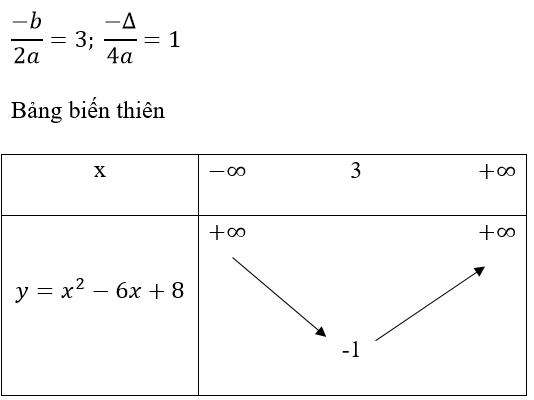 −b/2a = 3; −Δ/4a = 1
Bảng biến thiên
x −∞ 3 +∞
+∞ +∞
y = x² − 6x + 8
-1